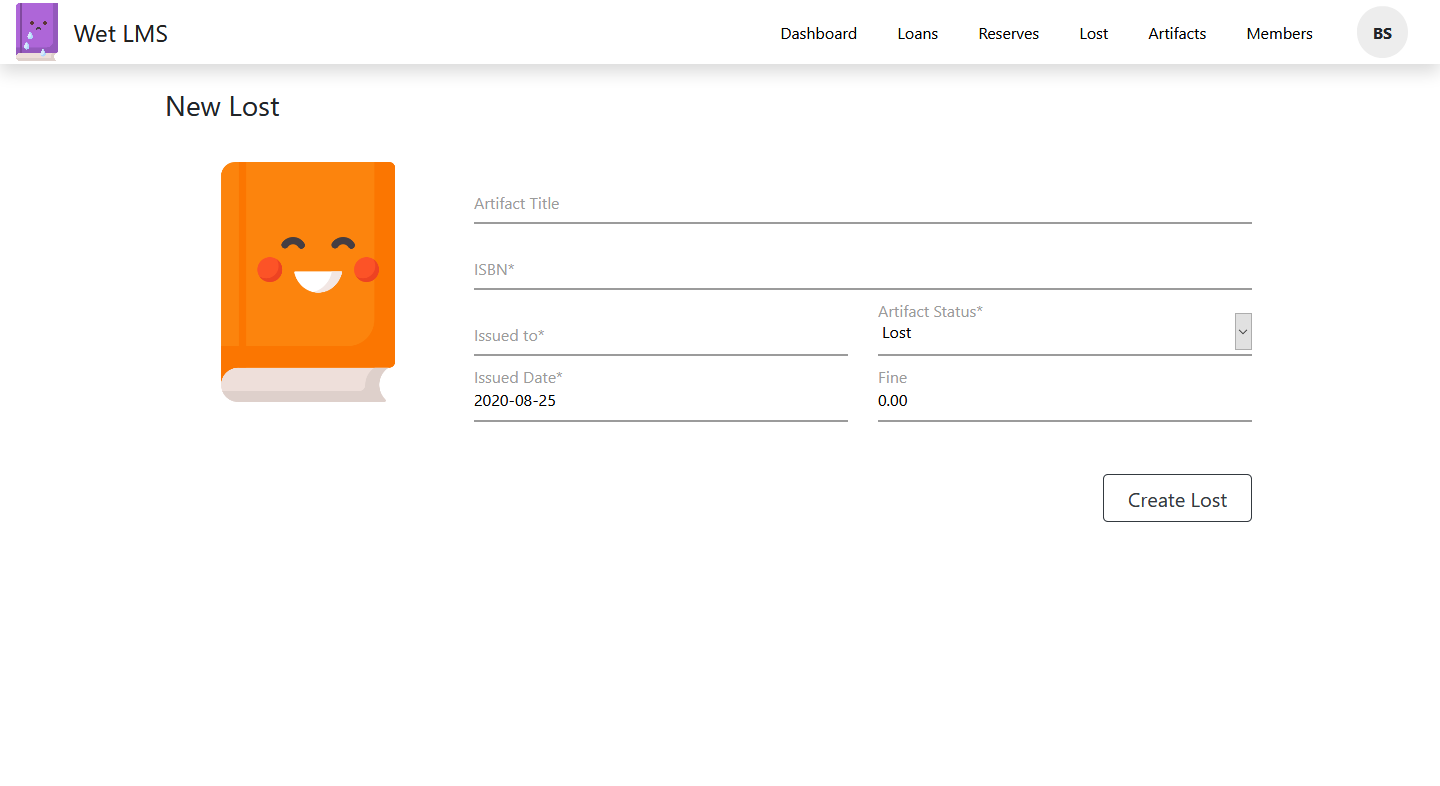 Wet LMS
Dashboard Loans Reserves Lost Artifacts Members BS
New Lost
Artifact Title
ISBN*
Issued to*
Artifact Status*
Lost
Issued Date*
2020-08-25
Fine
0.00
Create Lost